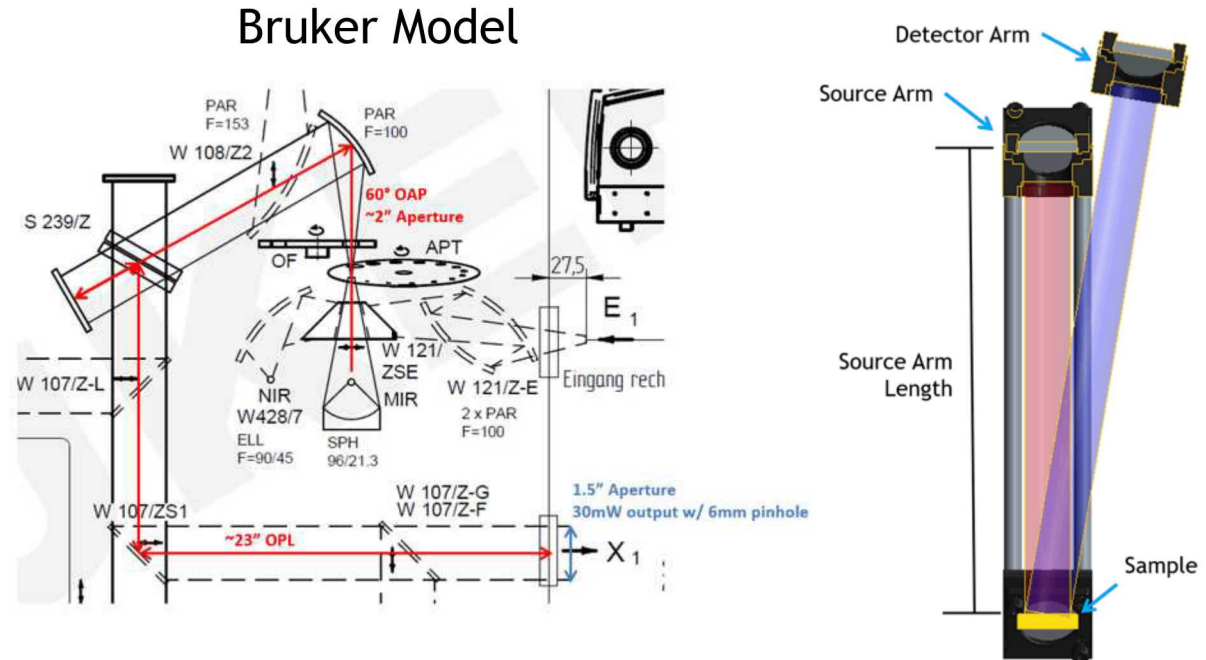 Bruker Model
PAR
F=153
W 108/Z2
PAR
F=100
S 239/Z
60° OAP
~2" Aperture
OF
APT
27,5
E 1
W 107/Z-L
NIR
W428/7
ELL
F=90/45
MIR
SPH
96/21.3
W 121/
ZSE
W 121/Z-E
2 x PAR
F=100
Eingang rech
W 107/ZS1
W 107/Z-G
W 107/Z-F
~23" OPL
1.5" Aperture
30mW output w/ 6mm pinhole
X 1
Detector Arm
Source Arm
Source Arm
Length
Sample